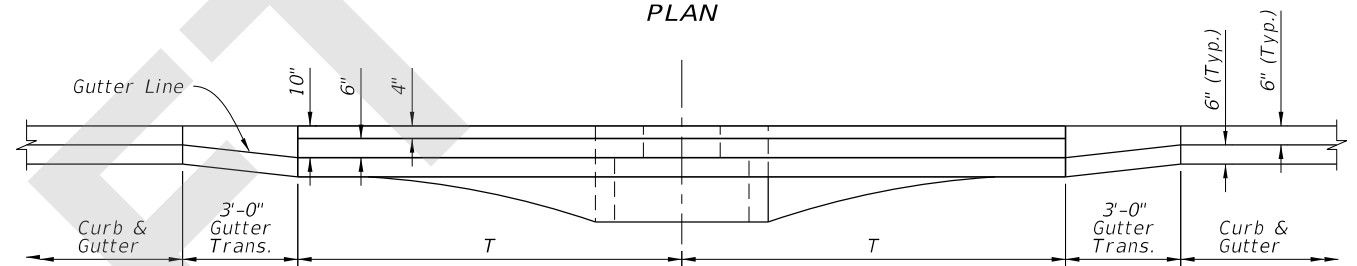 PLAN
Gutter Line
10"
6"
4"
6" (Typ.)
6" (Typ.)
Curb &
Gutter
3'-0"
Gutter
Trans.
T
T
3'-0"
Gutter
Trans.
Curb &
Gutter